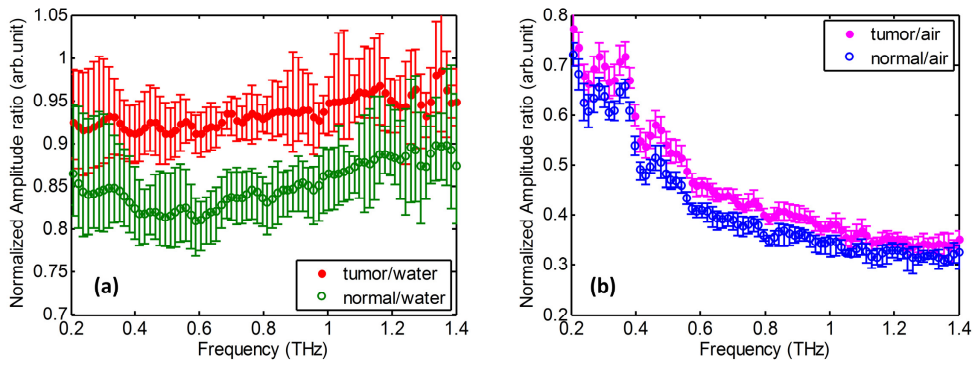 Normalized Amplitude ratio (arb.unit)
1.05
1
0.95
0.9
0.85
0.8
0.75
0.7
(a)
tumor/water
normal/water
0.2 0.4 0.6 0.8 1 1.2 1.4
Frequency (THz)
Normalized Amplitude ratio (arb.unit)
0.8
0.7
0.6
0.5
0.4
0.3
0.2
tumor/air
normal/air
(b)
0.2 0.4 0.6 0.8 1 1.2 1.4
Frequency (THz)